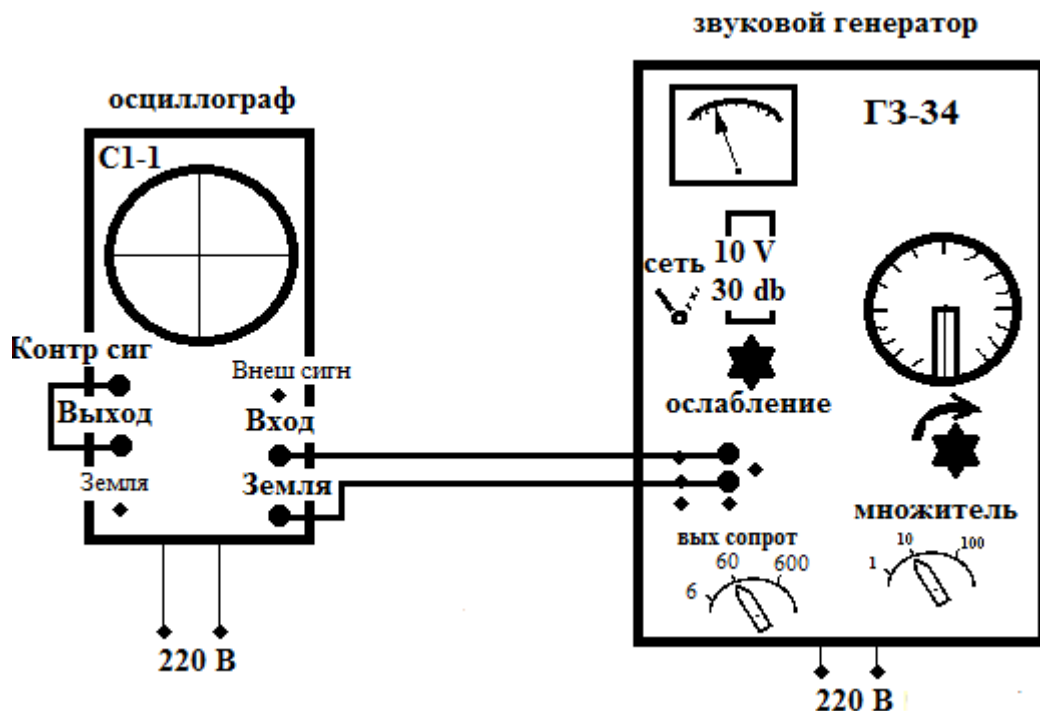 звуковой генератор
осциллограф
С1-1
Контр сиг
Выход
Земля
Внеш сигн
Вход
Земля
220 В
ГЗ-34
10 V
30 db
сеть
ослабление
вых сопрот
6 60 600
множитель
1 10 100
220 В